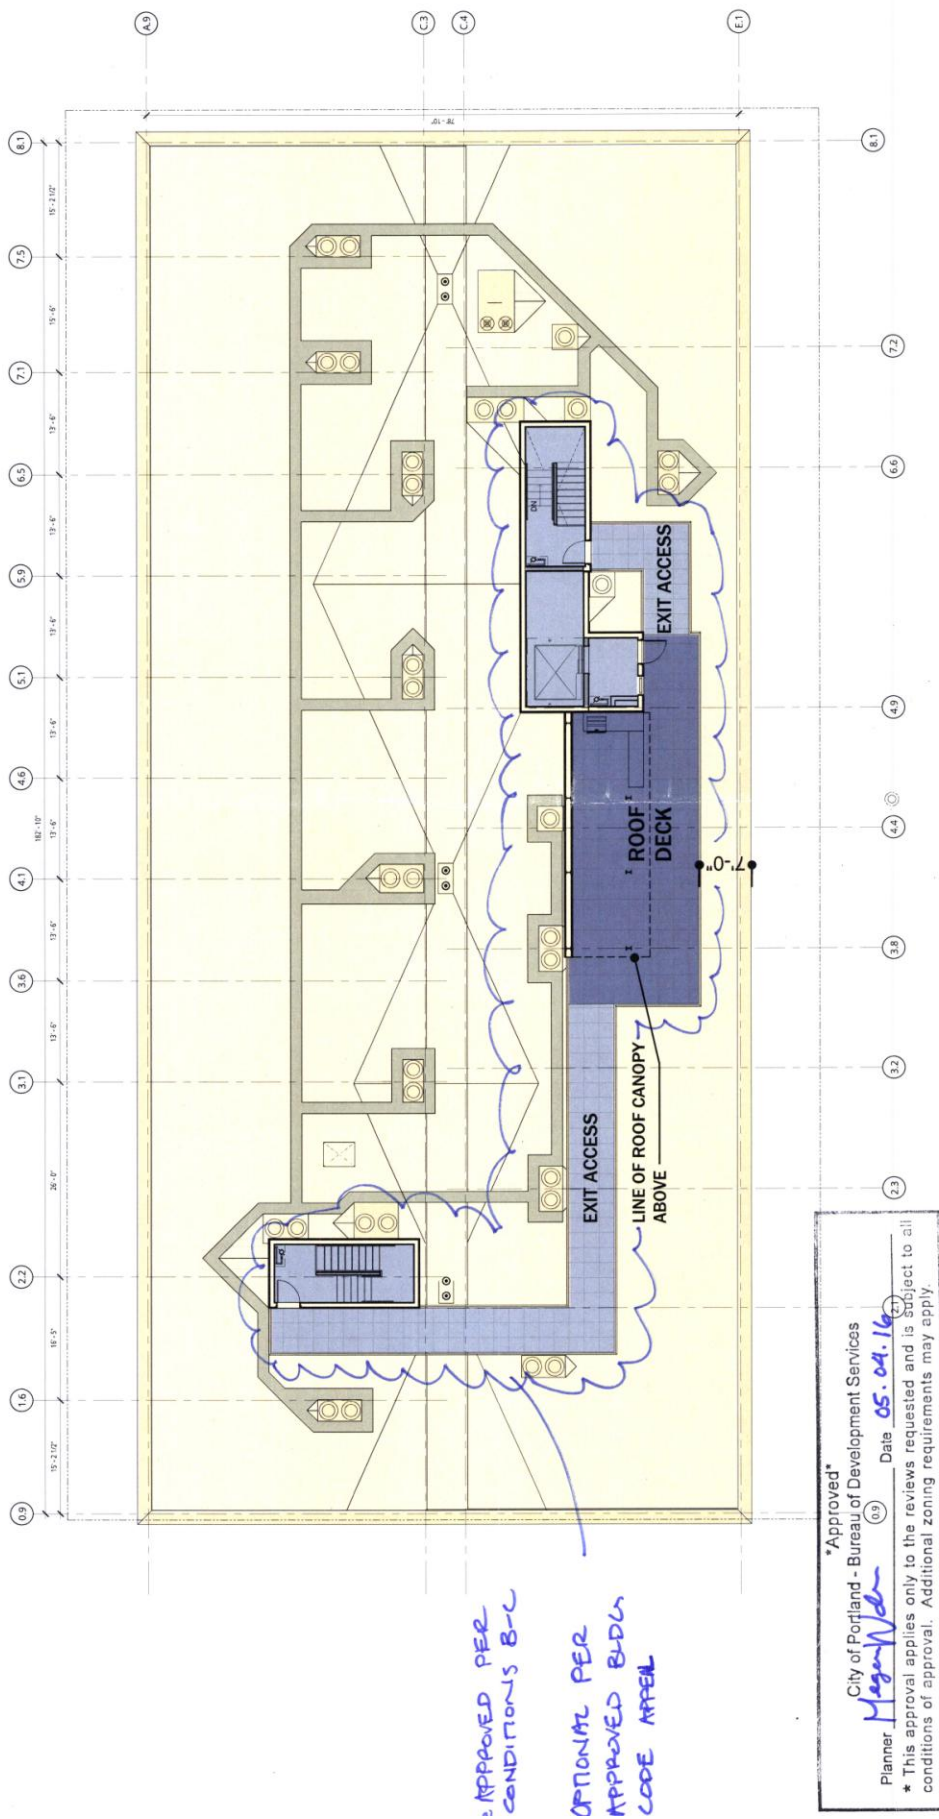 A.9
C.3
C.4
E.1
78'-10"
8.1
7.5
7.1
6.5
5.9
5.1
4.6
4.1
3.6
3.1
2.2
1.6
0.9
15'-2 1/2"
15'-6"
13'-6"
13'-6"
13'-6"
13'-6"
13'-6"
13'-6"
13'-6"
26'-0"
16'-5"
15'-2 1/2"
162'-10"
8.1
7.2
6.6
4.9
4.4
3.8
3.2
2.3
2.1
0.9
DN
EXIT ACCESS
ROOF
DECK
7'-0"
EXIT ACCESS
LINE OF ROOF CANOPY
ABOVE
APPROVED PER
CONDITIONS B-C
OPTIONAL PER
APPROVED BLDG
CODE APPEAL
*Approved*
City of Portland - Bureau of Development Services
Planner Date 05.04.16
* This approval applies only to the reviews requested and is subject to all
conditions of approval. Additional zoning requirements may apply.